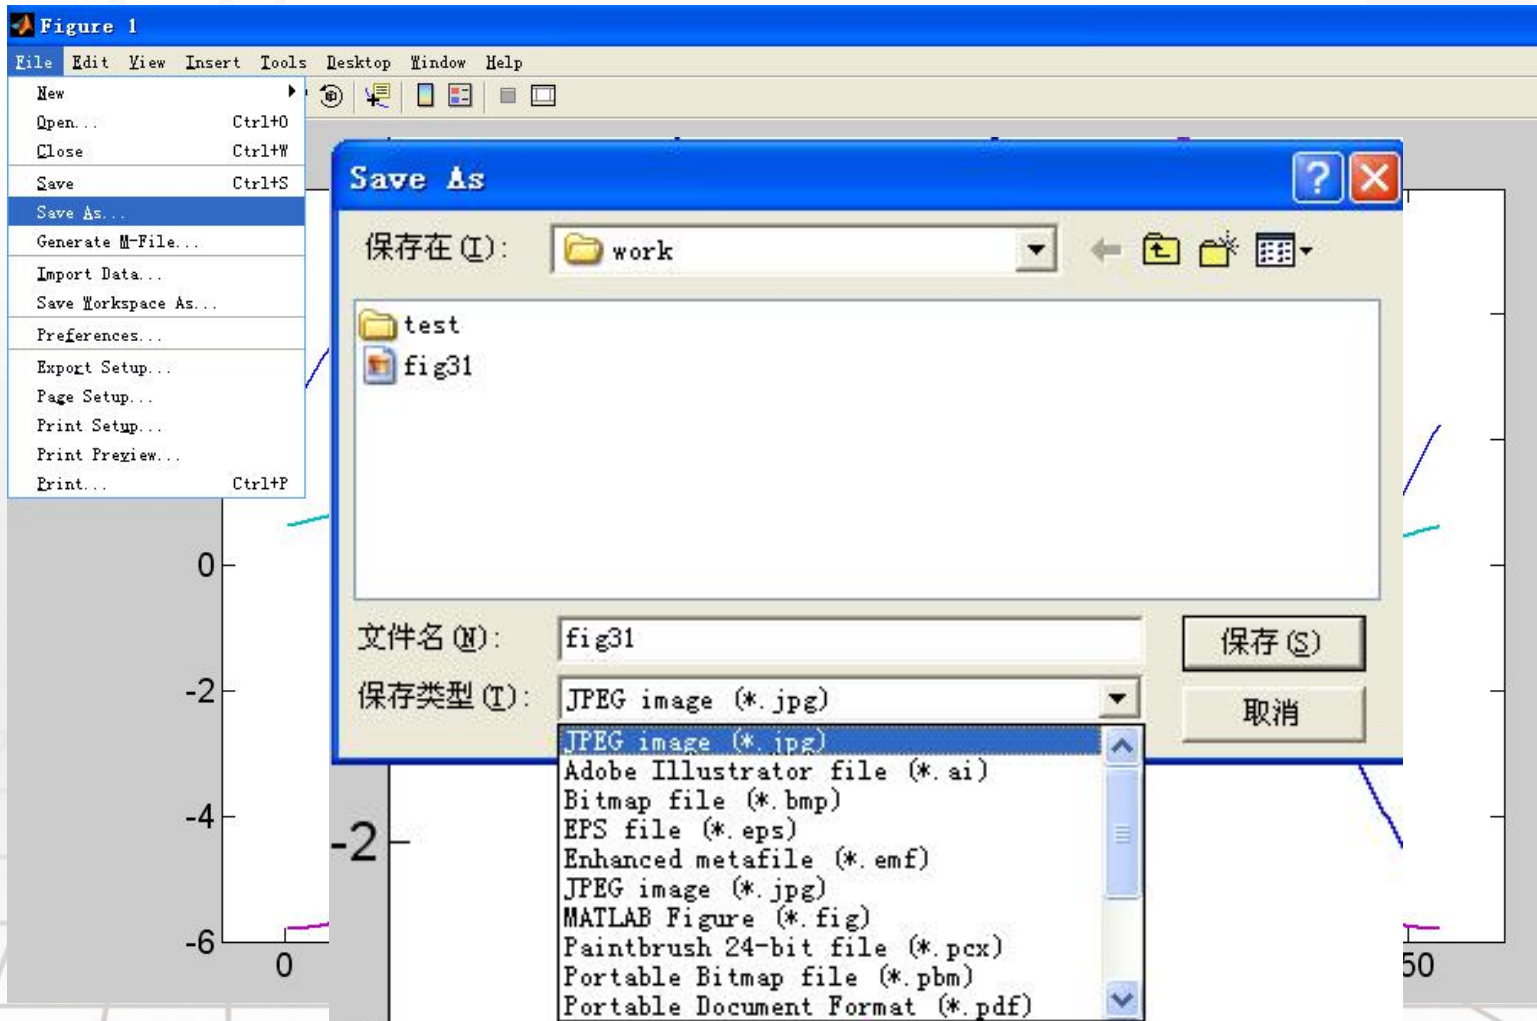 Figure 1
File Edit View Insert Tools Desktop Window Help
New
Open... Ctrl+O
Close Ctrl+W
Save Ctrl+S
Save As...
Generate M-File...
Import Data...
Save Workspace As...
Preferences...
Export Setup...
Page Setup...
Print Setup...
Print Preview...
Print... Ctrl+P
Save As
保存在(I): work
test
fig31
文件名(N): fig31 保存(S)
保存类型(T): JPEG image (*.jpg) 取消
JPEG image (*.jpg)
Adobe Illustrator file (*.ai)
Bitmap file (*.bmp)
EPS file (*.eps)
Enhanced metafile (*.emf)
JPEG image (*.jpg)
MATLAB Figure (*.fig)
Paintbrush 24-bit file (*.pcx)
Portable Bitmap file (*.pbm)
Portable Document Format (*.pdf)
0
-2
-4
-6
-2
0